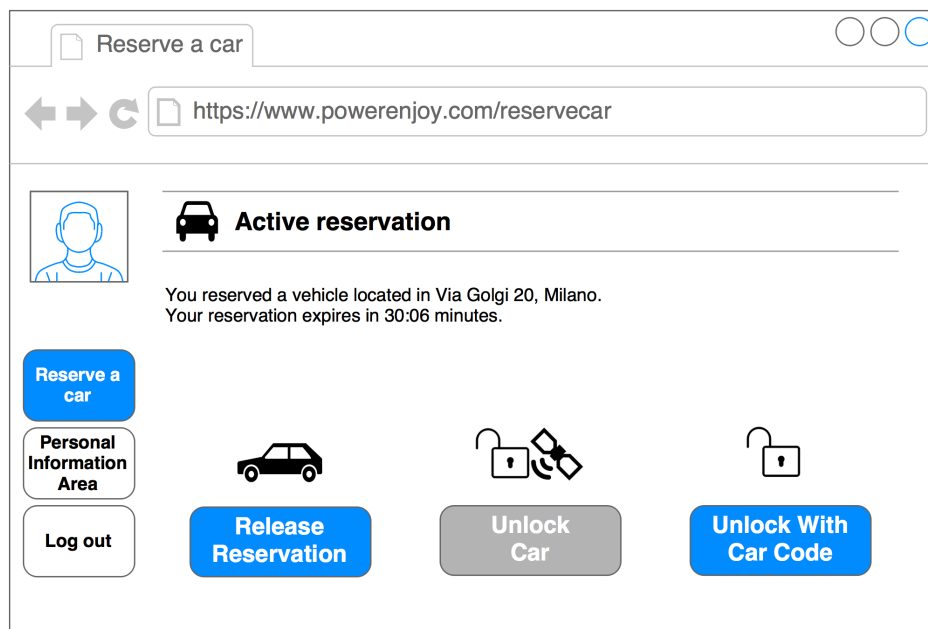 Reserve a car
https://www.powerenjoy.com/reservecar
Active reservation
You reserved a vehicle located in Via Golgi 20, Milano.
Your reservation expires in 30:06 minutes.
Reserve a
car
Personal
Information
Area
Log out
Release
Reservation
Unlock
Car
Unlock With
Car Code